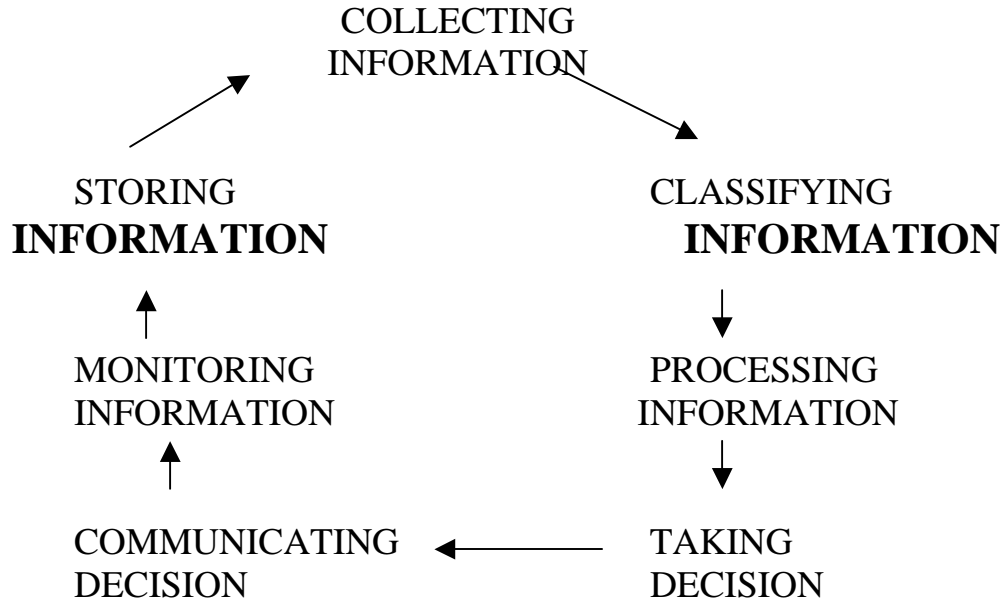 COLLECTING
INFORMATION
STORING
INFORMATION
CLASSIFYING
INFORMATION
MONITORING
INFORMATION
PROCESSING
INFORMATION
COMMUNICATING
DECISION
TAKING
DECISION